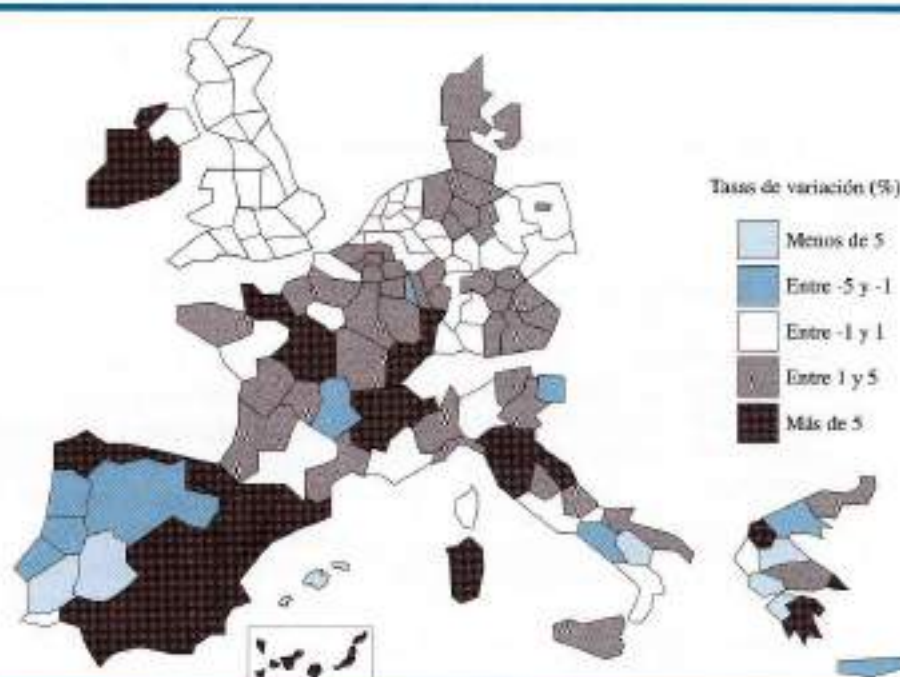 Tasas de variación (%)
Menos de 5
Entre -5 y -1
Entre -1 y 1
Entre 1 y 5
Más de 5